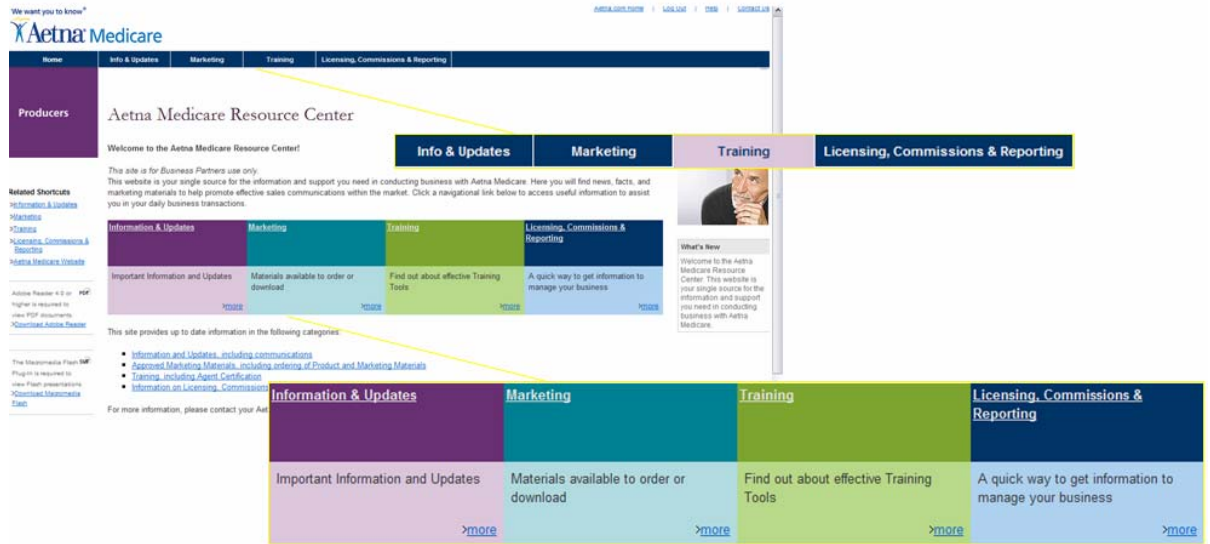 We want you to know®
Aetna Medicare
Aetna.com Home | Log Out | Help | Contact Us
Home
Info & Updates
Marketing
Training
Licensing, Commissions & Reporting
Producers
Aetna Medicare Resource Center
Info & Updates
Marketing
Training
Licensing, Commissions & Reporting
Welcome to the Aetna Medicare Resource Center!
This site is for Business Partners use only.
This website is your single source for the information and support you need in conducting business with Aetna Medicare. Here you will find news, facts, and
marketing materials to help promote effective sales communications within the market. Click a navigational link below to access useful information to assist
you in your daily business transactions.
Related Shortcuts
>Information & Updates
>Marketing
>Training
>Licensing, Commissions &
Reporting
>Aetna Medicare Website
Adobe Reader 4.0 or PDF
higher is required to
view PDF documents.
>Download Adobe Reader
The Macromedia Flash SWF
Plug-in is required to
view Flash presentations
>Download Macromedia
Flash
Information & Updates
Important Information and Updates
>more
Marketing
Materials available to order or
download
>more
Training
Find out about effective Training
Tools
>more
Licensing, Commissions &
Reporting
A quick way to get information to
manage your business
>more
What's New
Welcome to the Aetna
Medicare Resource
Center. This website is
your single source for the
information and support
you need in conducting
business with Aetna
Medicare.
This site provides up to date information in the following categories:
Information and Updates, including communications
Approved Marketing Materials, including ordering of Product and Marketing Materials
Training, including Agent Certification
Information on Licensing, Commissions
For more information, please contact your Aet
Information & Updates
Important Information and Updates
>more
Marketing
Materials available to order or
download
>more
Training
Find out about effective Training
Tools
>more
Licensing, Commissions &
Reporting
A quick way to get information to
manage your business
>more